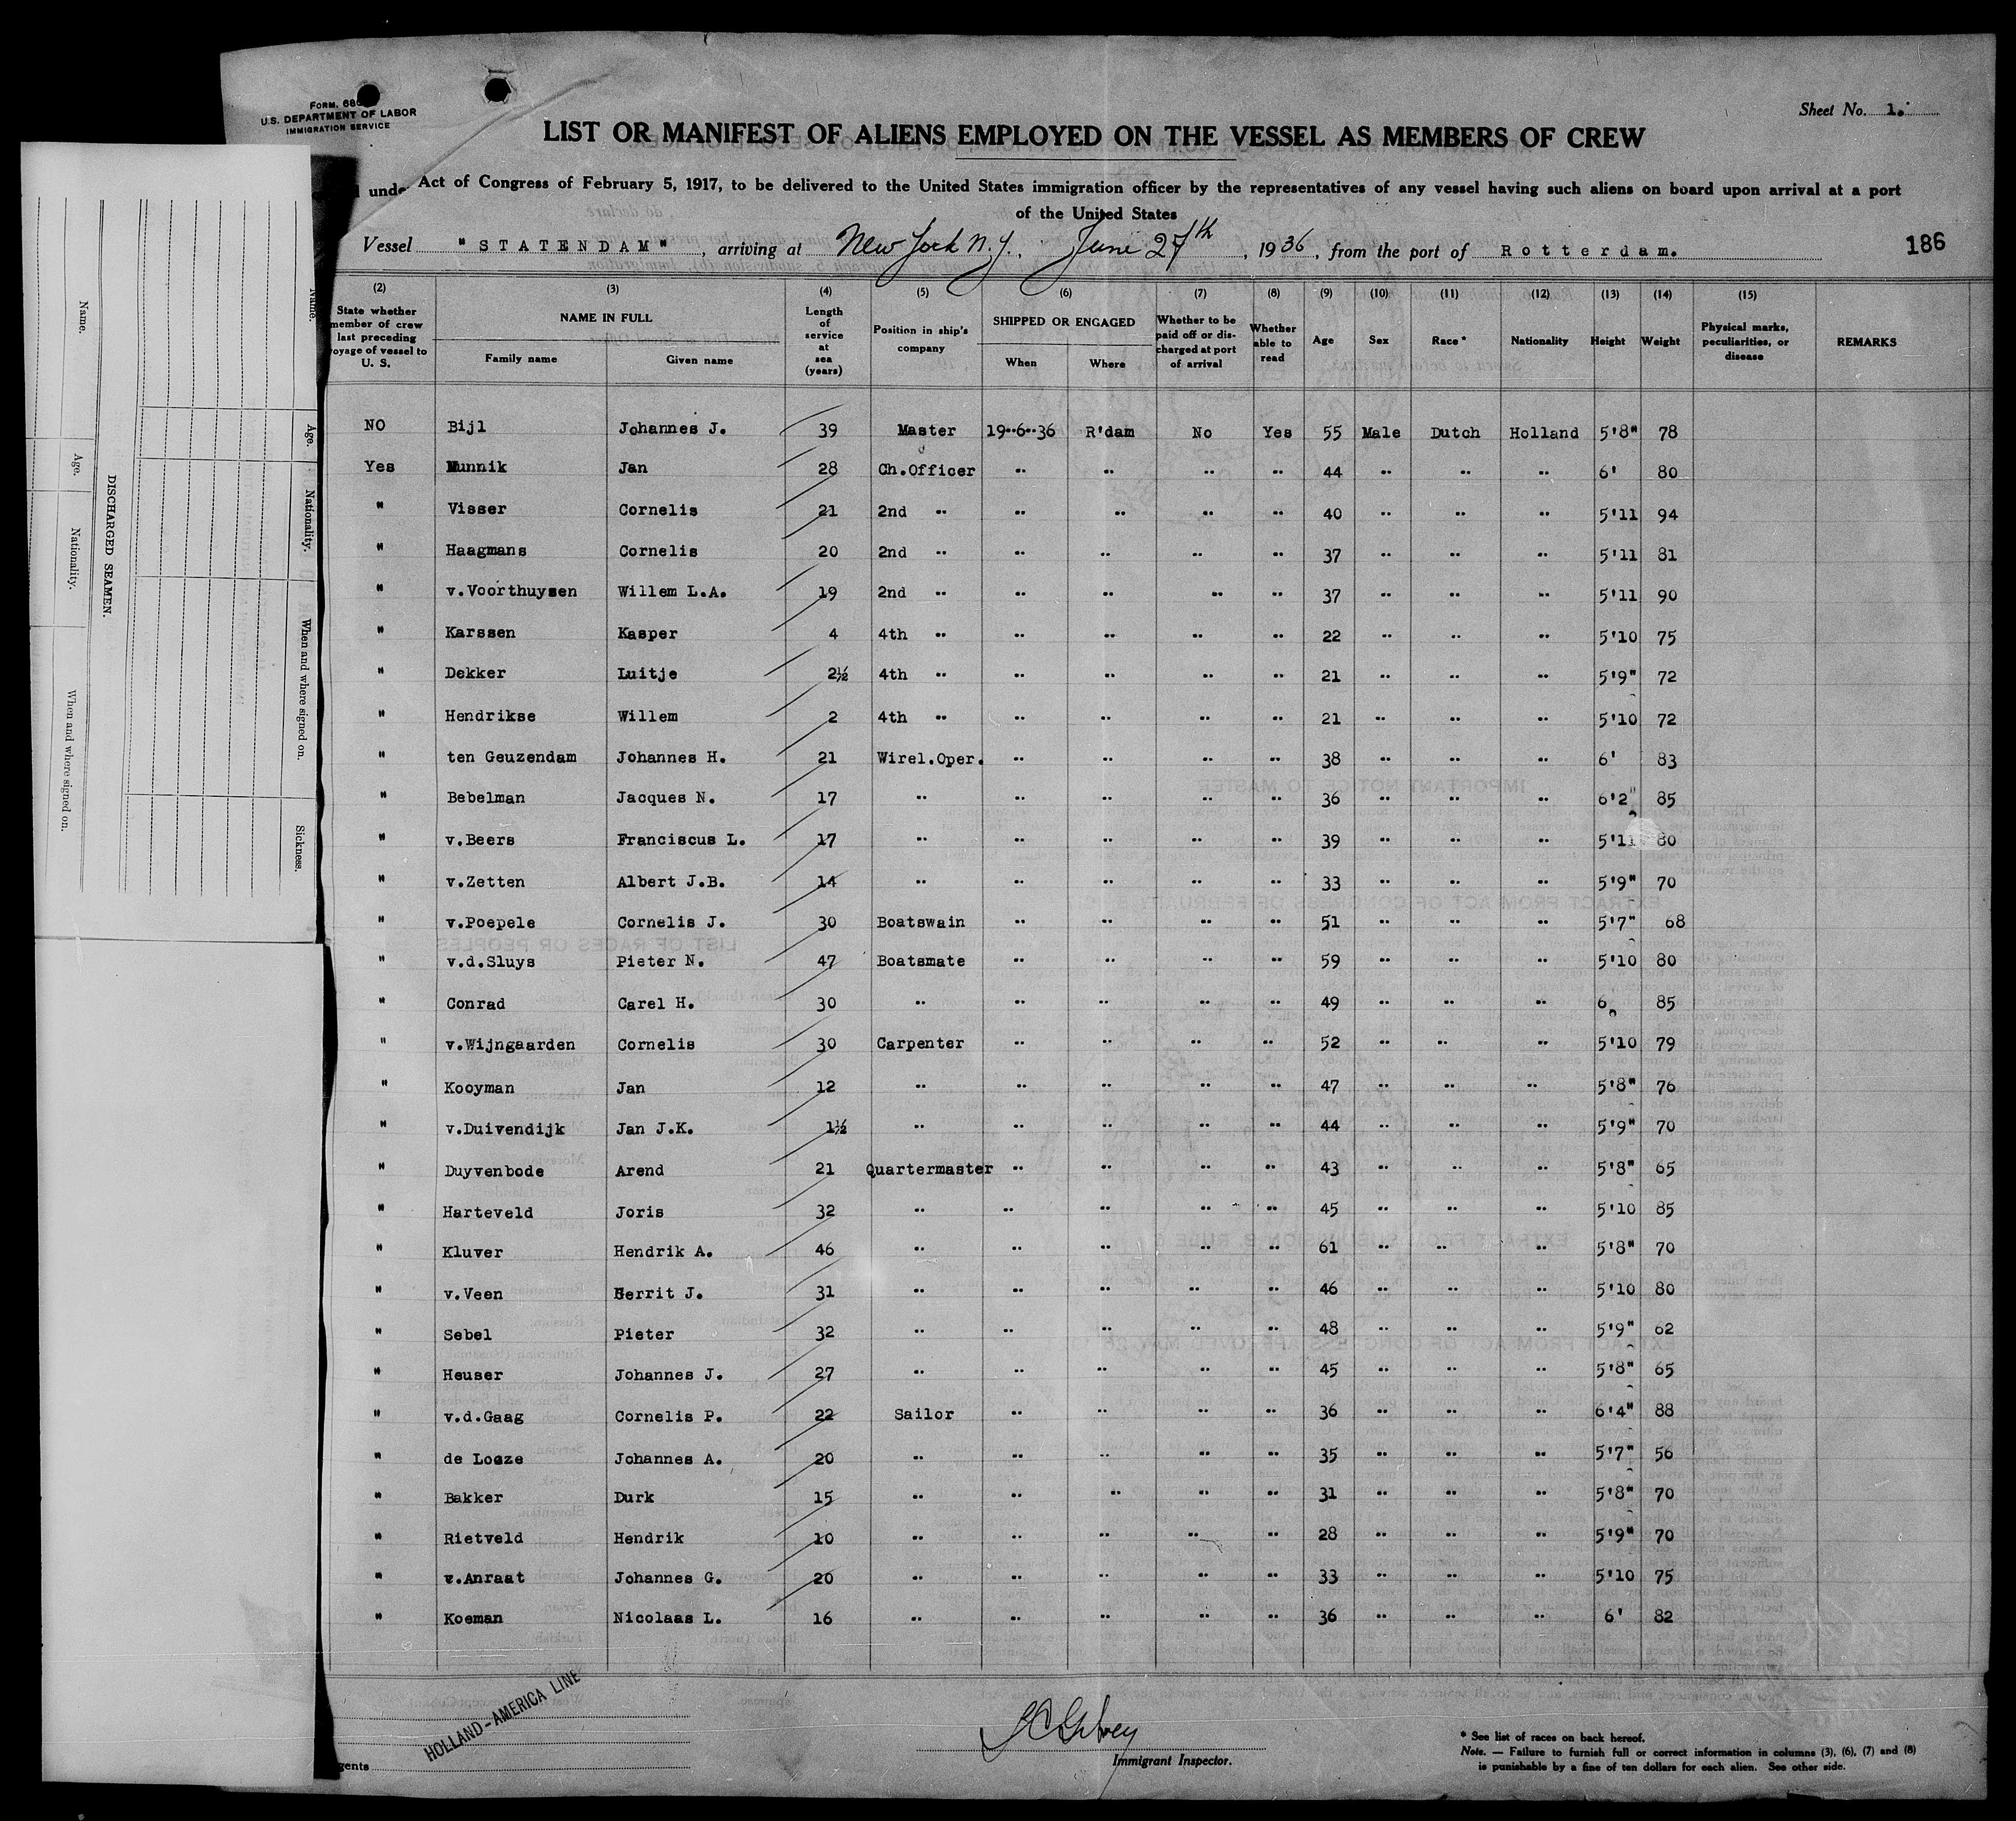 FORM. 68
U.S. DEPARTMENT OF LABOR
IMMIGRATION SERVICE
Sheet No. 1.
LIST OR MANIFEST OF ALIENS EMPLOYED ON THE VESSEL AS MEMBERS OF CREW
Act of Congress of February 5, 1917, to be delivered to the United States immigration officer by the representatives of any vessel having such aliens on board upon arrival at a port
of the United States
Vessel "STATENDAM", arriving at New York N.Y., June 27th, 1936, from the port of Rotterdam.
186
(2) (3) (4) (5) (6) (7) (8) (9) (10) (11) (12) (13) (14) (15)
State whether member of crew last preceding voyage of vessel to U. S. NAME IN FULL Family name Given name Length of service at sea (years) Position in ship's company SHIPPED OR ENGAGED When Where Whether to be paid off or discharged at port of arrival Whether able to read Age Sex Race * Nationality Height Weight Physical marks, peculiarities, or disease REMARKS
NO Bijl Johannes J. 39 Master 19--6--36 R'dam No Yes 55 Male Dutch Holland 5'8" 78
Yes Munnik Jan 28 Ch.Officer " " " " 44 " " " 6' 80
" Visser Cornelis 21 2nd " " " " " 40 " " " 5'11 94
" Haagmans Cornelis 20 2nd " " " " " 37 " " " 5'11 81
" v.Voorthuysen Willem L.A. 19 2nd " " " " " 37 " " " 5'11 90
" Karssen Kasper 4 4th " " " " " 22 " " " 5'10 75
" Dekker Luitje 2½ 4th " " " " " 21 " " " 5'9" 72
" Hendrikse Willem 2 4th " " " " " 21 " " " 5'10 72
" ten Geuzendam Johannes H. 21 Wirel.Oper. " " " " 38 " " " 6' 83
" Bebelman Jacques N. 17 " " " " " 36 " " " 6'2" 85
" v.Beers Franciscus L. 17 " " " " " 39 " " " 5'11 80
" v.Zetten Albert J.B. 14 " " " " " 33 " " " 5'9" 70
" v.Poepele Cornelis J. 30 Boatswain " " " " 51 " " " 5'7" 68
" v.d.Sluys Pieter N. 47 Boatsmate " " " " 59 " " " 5'10 80
" Conrad Carel H. 30 " " " " " 49 " " " 6 85
" v.Wijngaarden Cornelis 30 Carpenter " " " " 52 " " " 5'10 79
" Kooyman Jan 12 " " " " " 47 " " " 5'8" 76
" v.Duivendijk Jan J.K. 1½ " " " " " 44 " " " 5'9" 70
" Duyvenbode Arend 21 Quartermaster " " " " 43 " " " 5'8" 65
" Harteveld Joris 32 " " " " " 45 " " " 5'10 85
" Kluver Hendrik A. 46 " " " " " 61 " " " 5'8" 70
" v.Veen Gerrit J. 31 " " " " " 46 " " " 5'10 80
" Sebel Pieter 32 " " " " " 48 " " " 5'9" 62
" Heuser Johannes J. 27 " " " " " 45 " " " 5'8" 65
" v.d.Gaag Cornelis P. 22 Sailor " " " " 36 " " " 6'4" 88
" de Looze Johannes A. 20 " " " " " 35 " " " 5'7" 56
" Bakker Durk 15 " " " " " 31 " " " 5'8" 70
" Rietveld Hendrik 10 " " " " " 28 " " " 5'9" 70
" v.Anraat Johannes G. 20 " " " " " 33 " " " 5'10 75
" Koeman Nicolaas L. 16 " " " " " 36 " " " 6' 82
HOLLAND-AMERICA LINE
Immigrant Inspector.
* See list of races on back hereof.
Note. — Failure to furnish full or correct information in columns (3), (6), (7) and (8)
is punishable by a fine of ten dollars for each alien. See other side.
DISCHARGED SEAMEN.
Name. Age. Nationality. When and where signed on.
Name. Age. Nationality. When and where signed on. Sickness.